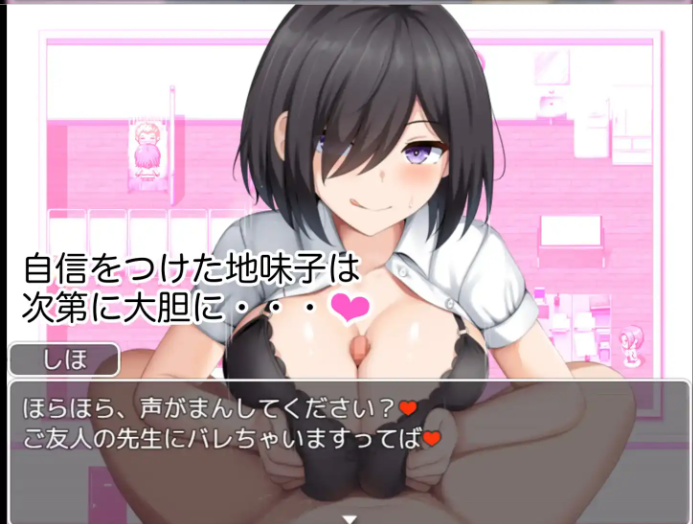 自信をつけた地味子は
次第に大胆に・・・❤
しほ
ほらほら、声がまんしてください？❤
ご友人の先生にバレちゃいますってば❤